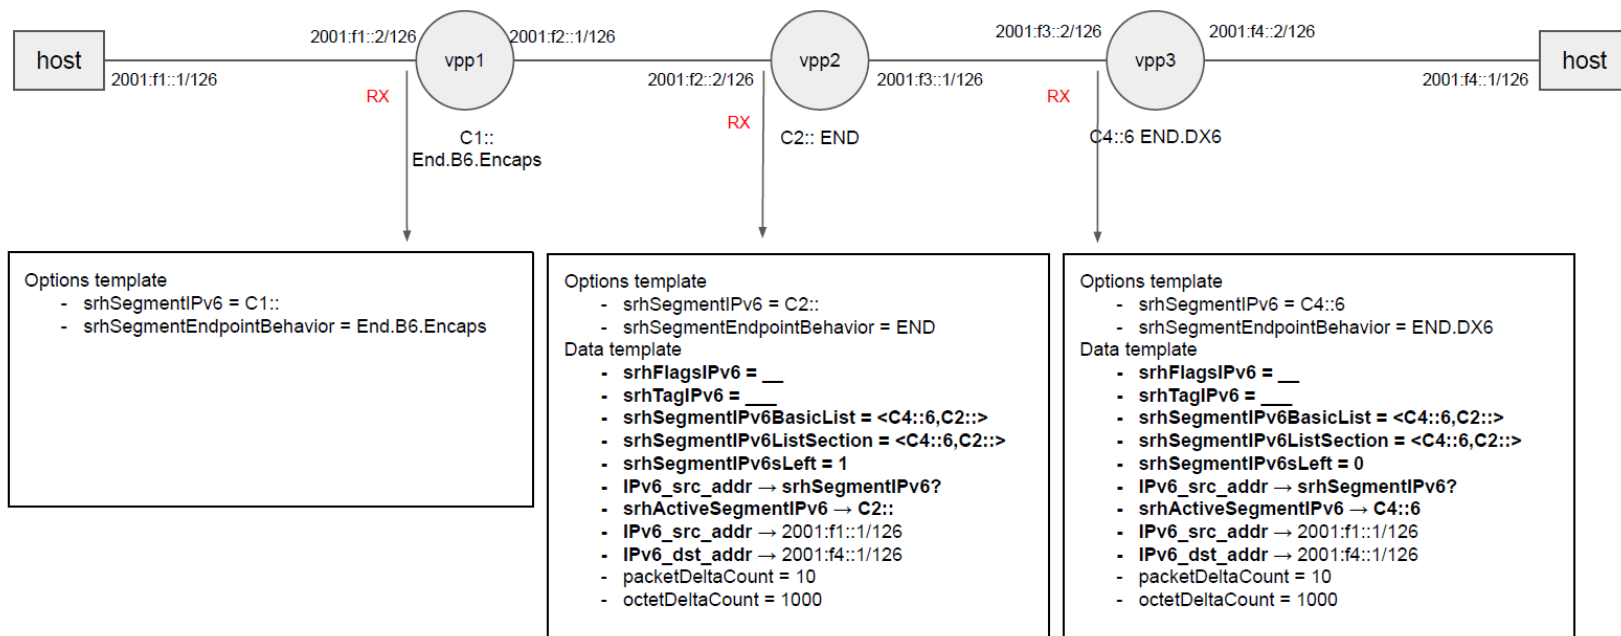 host
2001:f1::1/126
2001:f1::2/126
vpp1
2001:f2::1/126
RX
C1::
End.B6.Encaps
2001:f2::2/126
vpp2
2001:f3::1/126
RX
C2:: END
2001:f3::2/126
vpp3
2001:f4::2/126
RX
C4::6 END.DX6
2001:f4::1/126
host
Options template
- srhSegmentIPv6 = C1::
- srhSegmentEndpointBehavior = End.B6.Encaps
Options template
- srhSegmentIPv6 = C2::
- srhSegmentEndpointBehavior = END
Data template
- srhFlagsIPv6 = __
- srhTagIPv6 = ___
- srhSegmentIPv6BasicList = <C4::6,C2::>
- srhSegmentIPv6ListSection = <C4::6,C2::>
- srhSegmentIPv6sLeft = 1
- IPv6_src_addr → srhSegmentIPv6?
- srhActiveSegmentIPv6 → C2::
- IPv6_src_addr → 2001:f1::1/126
- IPv6_dst_addr → 2001:f4::1/126
- packetDeltaCount = 10
- octetDeltaCount = 1000
Options template
- srhSegmentIPv6 = C4::6
- srhSegmentEndpointBehavior = END.DX6
Data template
- srhFlagsIPv6 = __
- srhTagIPv6 = ___
- srhSegmentIPv6BasicList = <C4::6,C2::>
- srhSegmentIPv6ListSection = <C4::6,C2::>
- srhSegmentIPv6sLeft = 0
- IPv6_src_addr → srhSegmentIPv6?
- srhActiveSegmentIPv6 → C4::6
- IPv6_src_addr → 2001:f1::1/126
- IPv6_dst_addr → 2001:f4::1/126
- packetDeltaCount = 10
- octetDeltaCount = 1000